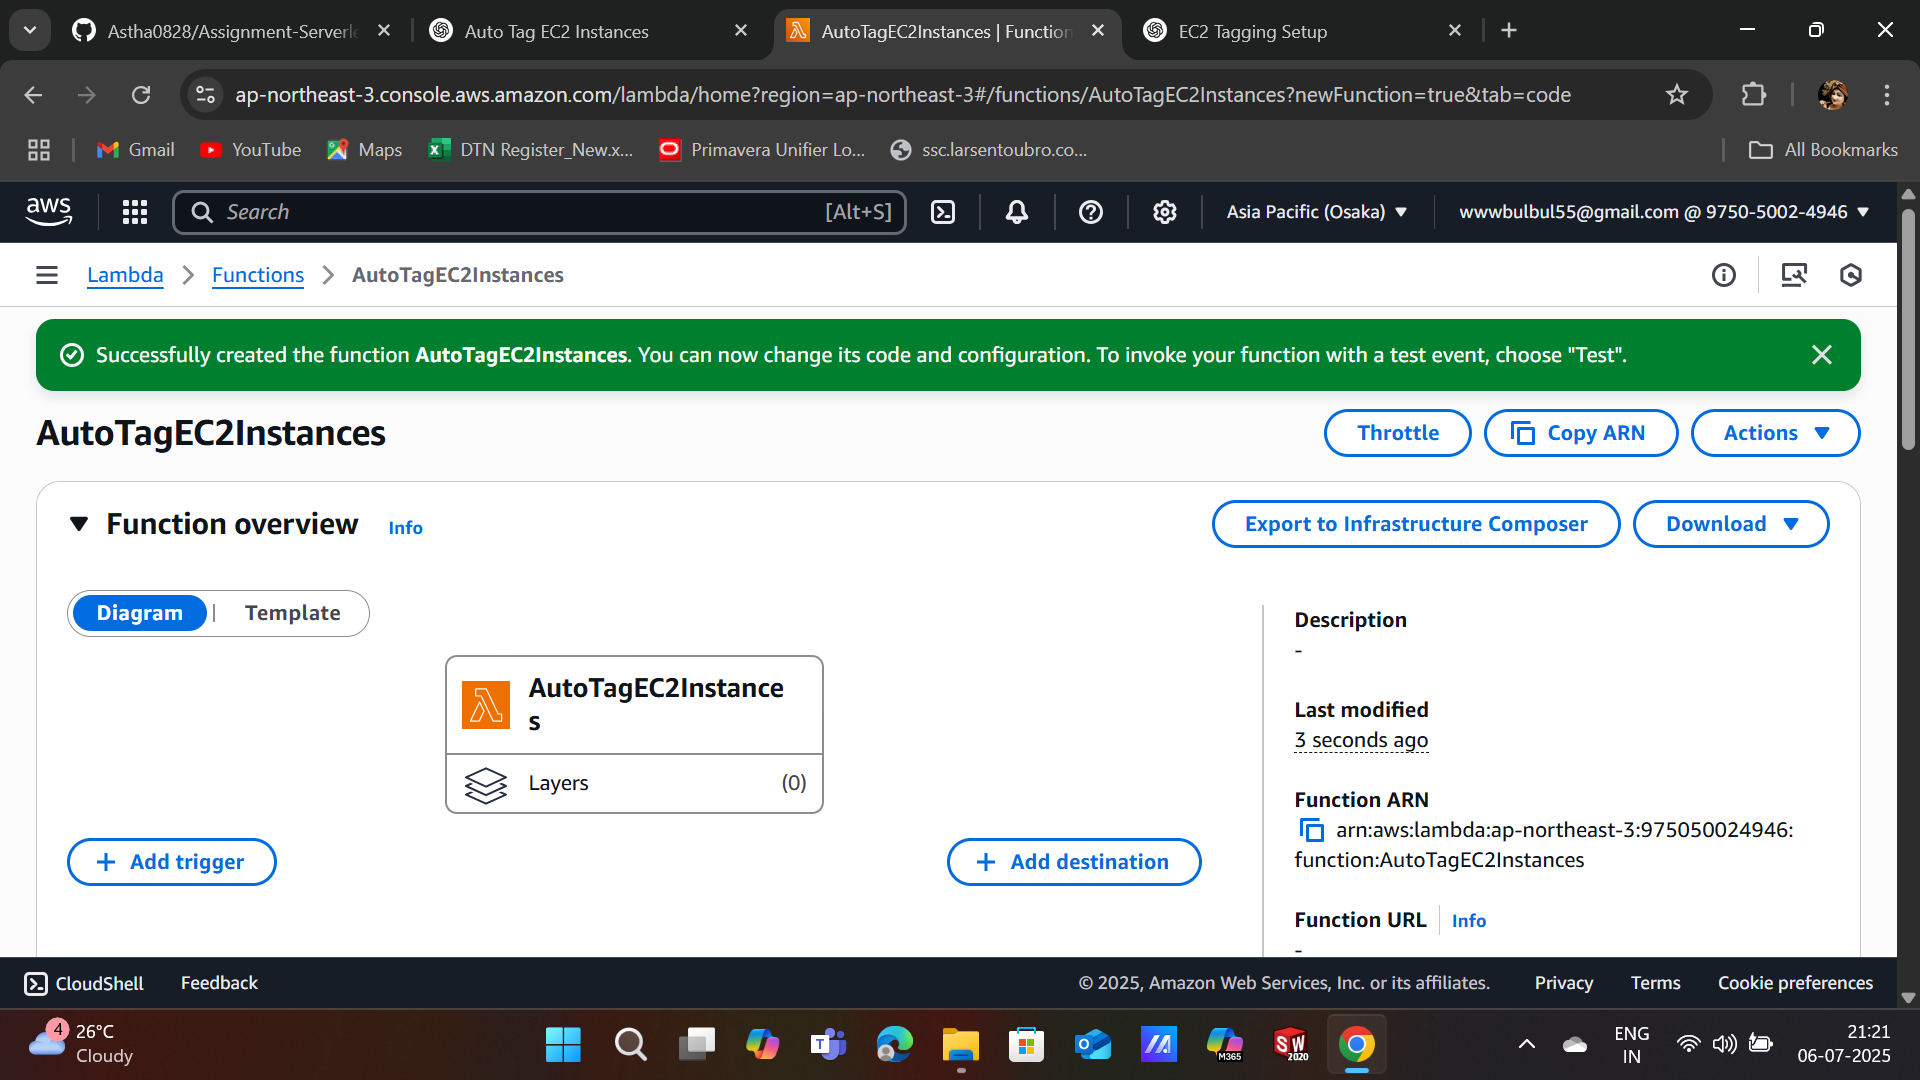 Astha0828/Assignment-Serverle
Auto Tag EC2 Instances
AutoTagEC2Instances | Function
EC2 Tagging Setup
ap-northeast-3.console.aws.amazon.com/lambda/home?region=ap-northeast-3#/functions/AutoTagEC2Instances?newFunction=true&tab=code
Gmail
YouTube
Maps
DTN Register_New.x...
Primavera Unifier Lo...
ssc.larsentoubro.co...
All Bookmarks
aws
Search
[Alt+S]
Asia Pacific (Osaka)
wwwbulbul55@gmail.com @ 9750-5002-4946
Lambda
Functions
AutoTagEC2Instances
Successfully created the function AutoTagEC2Instances. You can now change its code and configuration. To invoke your function with a test event, choose "Test".
AutoTagEC2Instances
Throttle
Copy ARN
Actions
Function overview
Info
Export to Infrastructure Composer
Download
Diagram
Template
AutoTagEC2Instance
s
Layers
(0)
+ Add trigger
+ Add destination
Description
-
Last modified
3 seconds ago
Function ARN
arn:aws:lambda:ap-northeast-3:975050024946:
function:AutoTagEC2Instances
Function URL
Info
-
CloudShell
Feedback
© 2025, Amazon Web Services, Inc. or its affiliates.
Privacy
Terms
Cookie preferences
4
26°C
Cloudy
M365
SW
2020
ENG
IN
21:21
06-07-2025